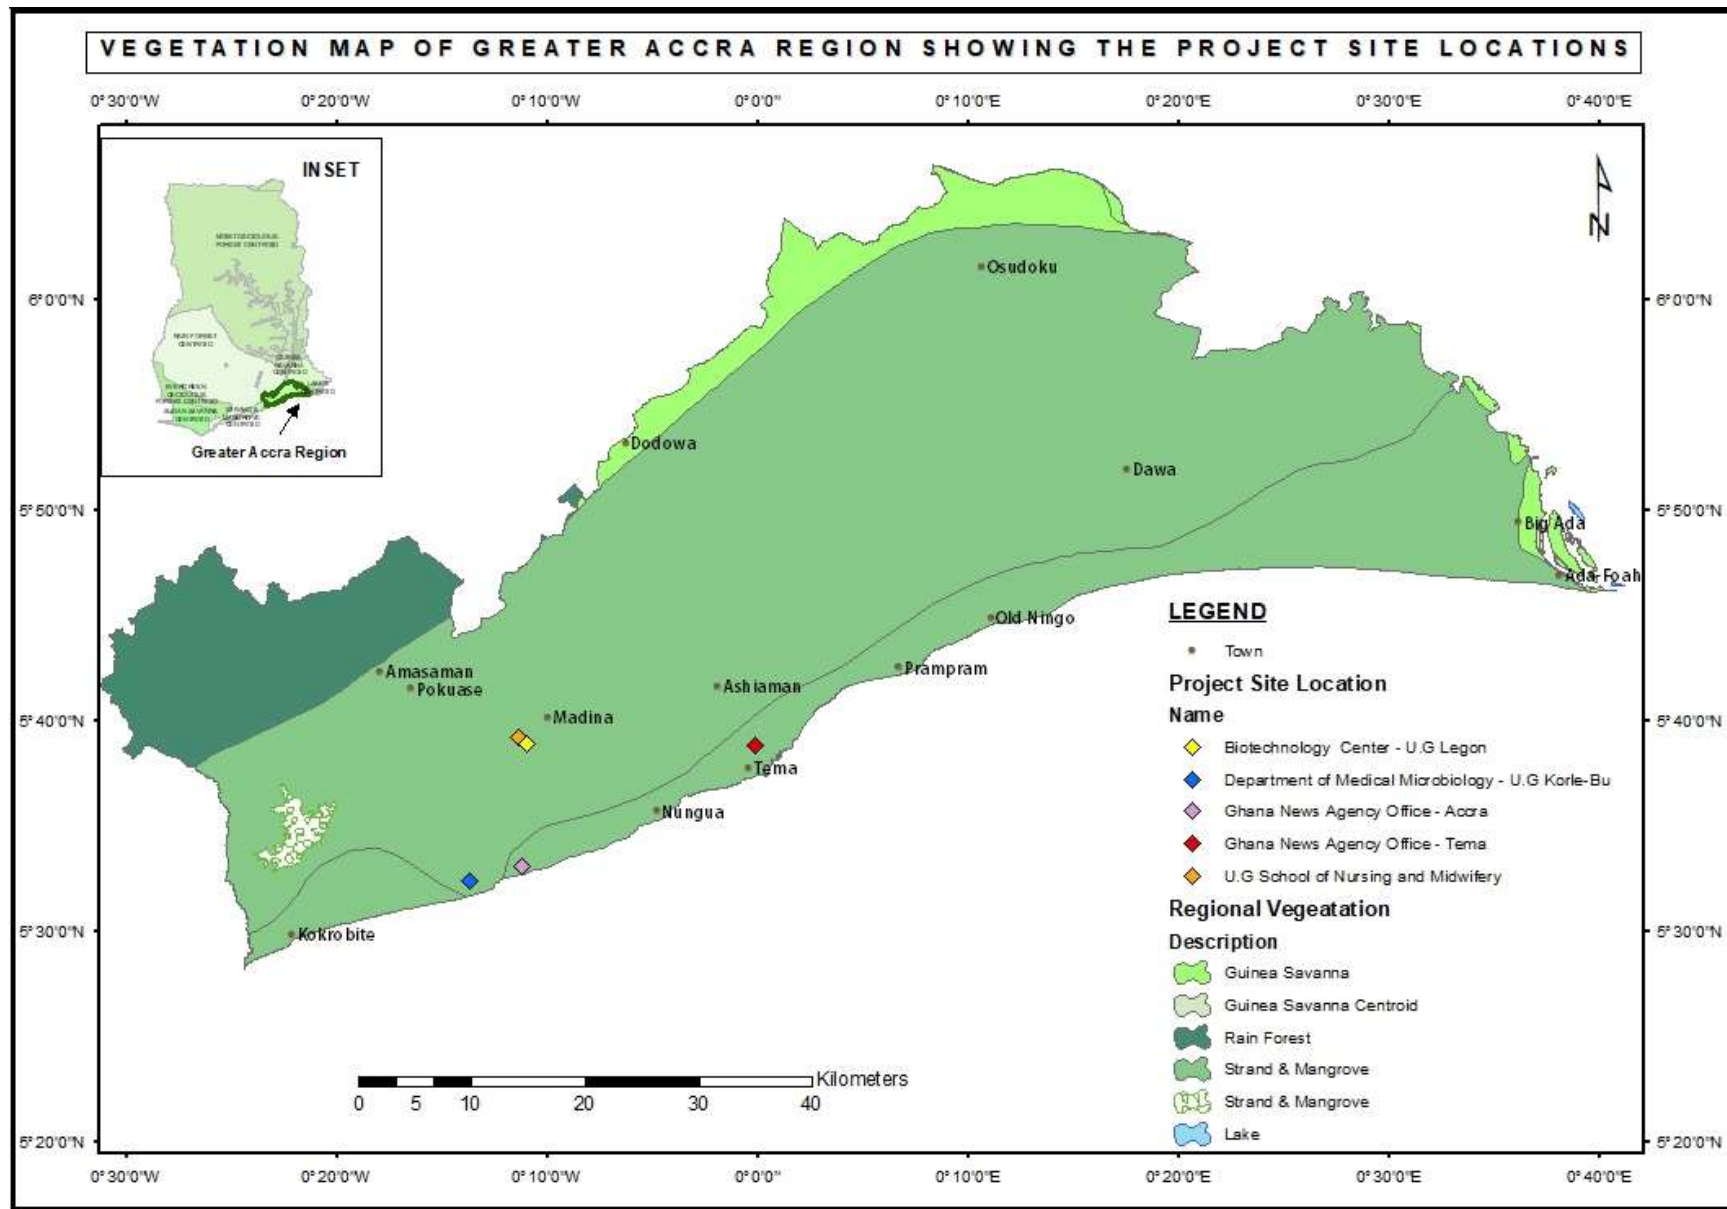 VEGETATION MAP OF GREATER ACCRA REGION SHOWING THE PROJECT SITE LOCATIONS
0°30'0"W 0°20'0"W 0°10'0"W 0°0'0" 0°10'0"E 0°20'0"E 0°30'0"E 0°40'0"E
INSET
RAIN FOREST
CENTROID
Greater Accra Region
N
6°0'0"N
6°0'0"N
5°50'0"N
5°50'0"N
5°40'0"N
5°40'0"N
5°30'0"N
5°30'0"N
5°20'0"N
5°20'0"N
Osudoku
Dodowa
Dawa
Big Ada
Ada Foah
Old Ningo
Prampram
Amasaman
Pokuase
Ashiaman
Madina
Tema
Nungua
Kokrobite
LEGEND
Town
Project Site Location
Name
Biotechnology Center - U.G Legon
Department of Medical Microbiology - U.G Korle-Bu
Ghana News Agency Office - Accra
Ghana News Agency Office - Tema
U.G School of Nursing and Midwifery
Regional Vegeatation
Description
Guinea Savanna
Guinea Savanna Centroid
Rain Forest
Strand & Mangrove
Strand & Mangrove
Lake
Kilometers
0 5 10 20 30 40
0°30'0"W 0°20'0"W 0°10'0"W 0°0'0" 0°10'0"E 0°20'0"E 0°30'0"E 0°40'0"E